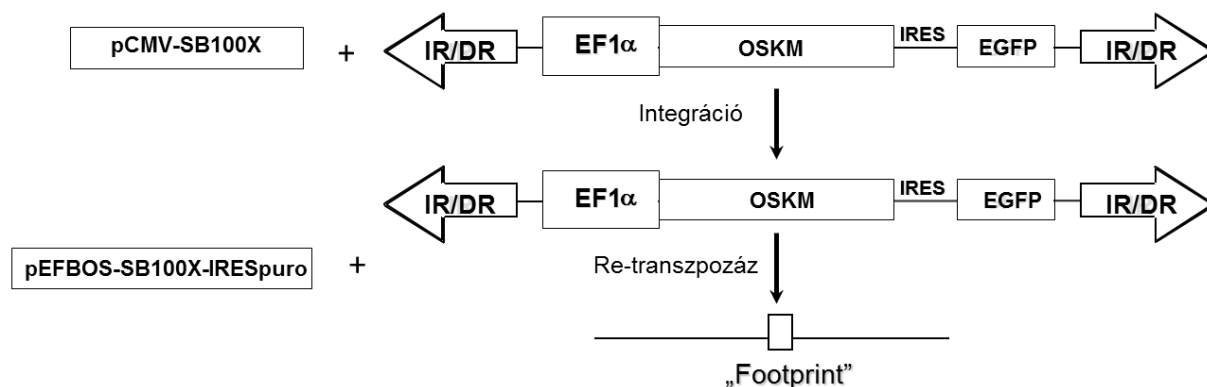 pCMV-SB100X + IR/DR EF1α OSKM IRES EGFP IR/DR
Integráció
IR/DR EF1α OSKM IRES EGFP IR/DR
pEFBOS-SB100X-IRESpuro +
Re-transzpozáz
„Footprint”